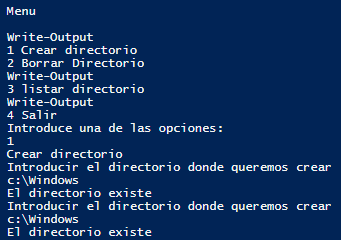 Menu
Write-Output
1 Crear directorio
2 Borrar Directorio
Write-Output
3 listar directorio
Write-Output
4 Salir
Introduce una de las opciones:
1
Crear directorio
Introducir el directorio donde queremos crear
c:\Windows
El directorio existe
Introducir el directorio donde queremos crear
c:\Windows
El directorio existe